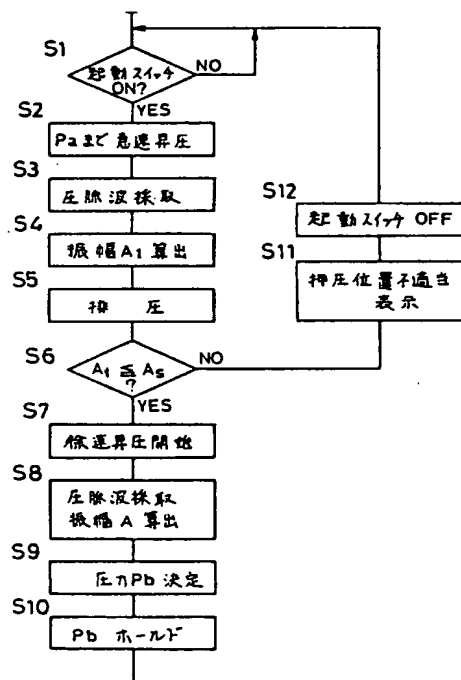 S1
起動スイッチ
ON?
NO
YES
S2
Paまで急速昇圧
S3
圧脈波採取
S4
振幅A1算出
S5
排 圧
S6
A1≦As
?
NO
YES
S7
徐速昇圧開始
S8
圧脈波採取
振幅A算出
S9
圧力Pb決定
S10
Pb ホールド
S12
起動スイッチOFF
S11
押圧位置不適当
表示